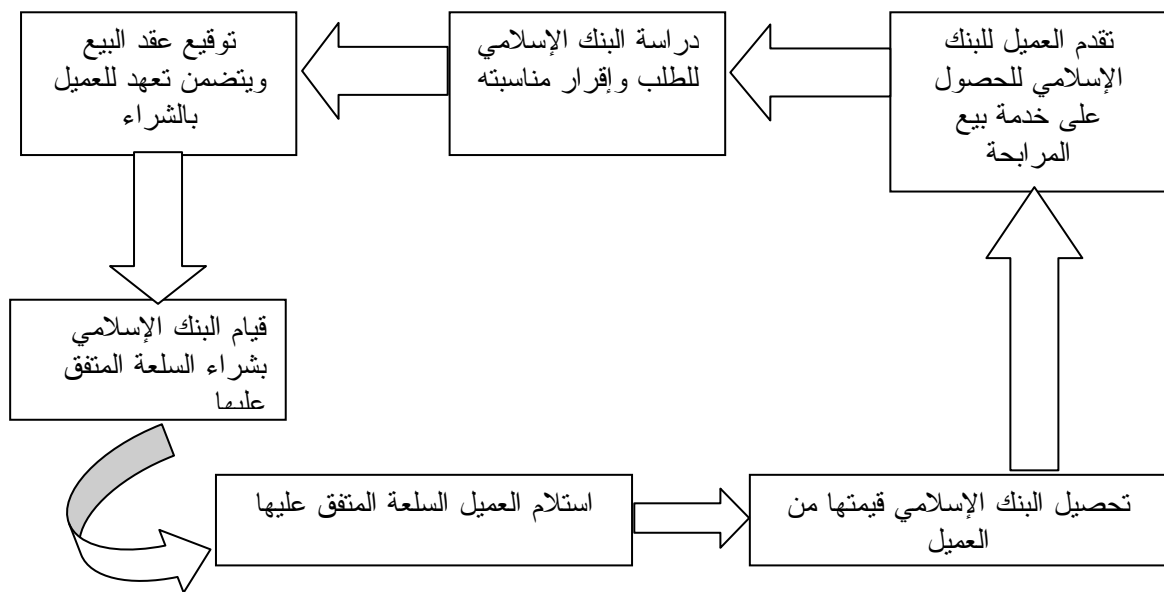 تقدم العميل للبنك
الإسلامي للحصول
على خدمة بيع
المرابحة
دراسة البنك الإسلامي
للطلب وإقرار مناسبته
توقيع عقد البيع
ويتضمن تعهد للعميل
بالشراء
قيام البنك الإسلامي
بشراء السلعة المتفق
عليها
استلام العميل السلعة المتفق عليها
تحصيل البنك الإسلامي قيمتها من
العميل